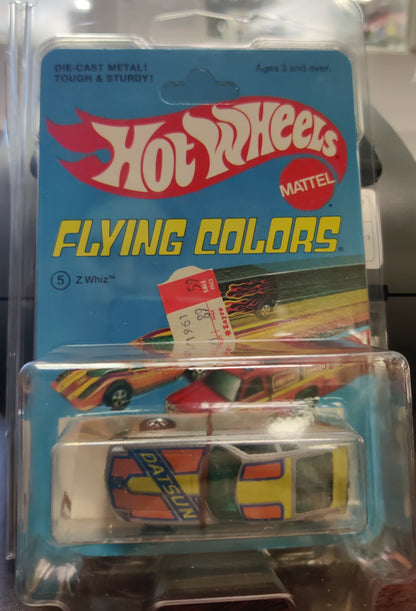 DIE-CAST METAL!
TOUGH & STURDY!
Ages 3 and over.
HOT WHEELS
MATTEL
FLYING COLORS
5 Z Whiz™
DATSUN